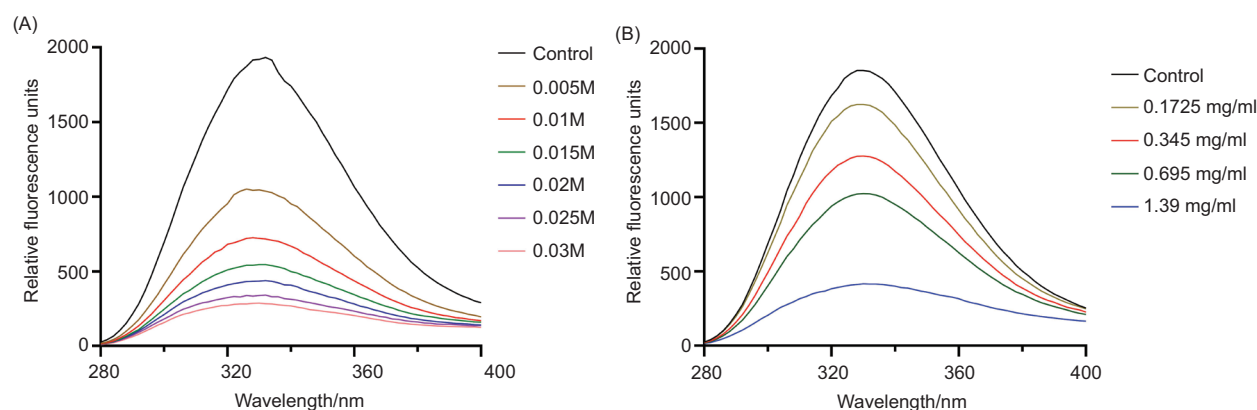 (A)
Relative fluorescence units
2000
1500
1000
500
0
280
320
360
400
Wavelength/nm
Control
0.005M
0.01M
0.015M
0.02M
0.025M
0.03M
(B)
Relative fluorescence units
2000
1500
1000
500
0
280
320
360
400
Wavelength/nm
Control
0.1725 mg/ml
0.345 mg/ml
0.695 mg/ml
1.39 mg/ml